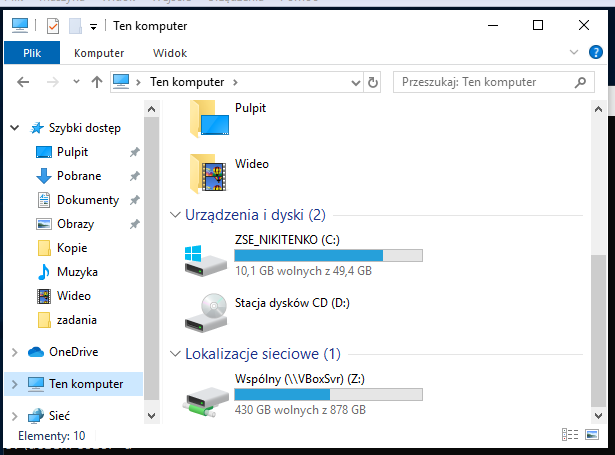 Ten komputer
Plik Komputer Widok
Ten komputer
Przeszukaj: Ten komputer
Szybki dostęp
Pulpit
Pobrane
Dokumenty
Obrazy
Kopie
Muzyka
Wideo
zadania
OneDrive
Ten komputer
Sieć
Pulpit
Wideo
Urządzenia i dyski (2)
ZSE_NIKITENKO (C:)
10,1 GB wolnych z 49,4 GB
Stacja dysków CD (D:)
Lokalizacje sieciowe (1)
Wspólny (\\VBoxSvr) (Z:)
430 GB wolnych z 878 GB
Elementy: 10